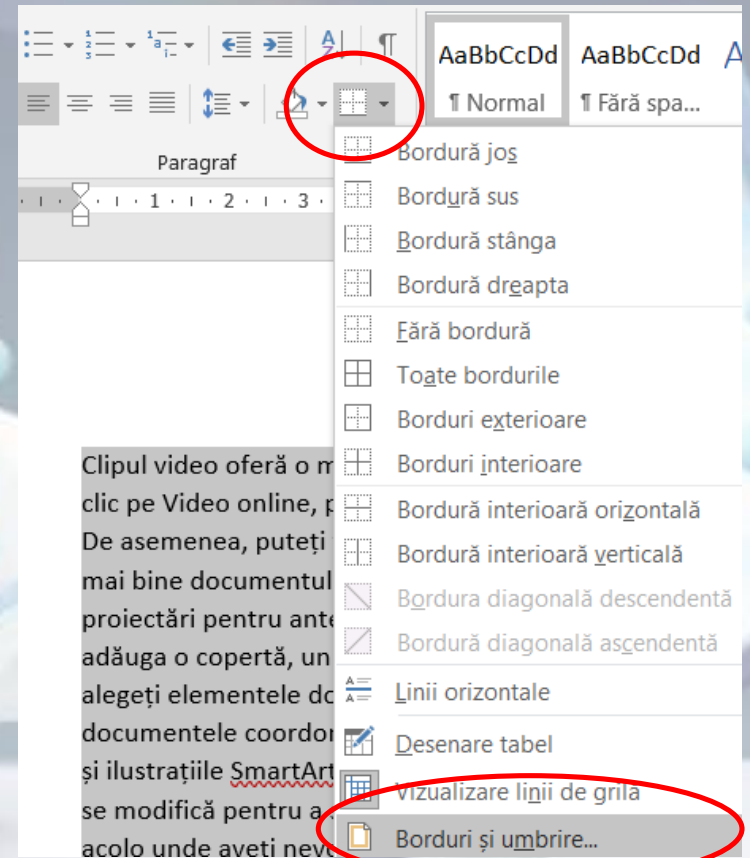 AaBbCcDd AaBbCcDd A
¶ Normal ¶ Fără spa...
Paragraf
1 2 3
Bordură jos
Bordură sus
Bordură stânga
Bordură dreapta
Fără bordură
Toate bordurile
Borduri exterioare
Borduri interioare
Bordură interioară orizontală
Bordură interioară verticală
Bordura diagonală descendentă
Bordură diagonală ascendentă
Linii orizontale
Desenare tabel
Vizualizare linii de grilă
Borduri și umbrire...
Clipul video oferă o
clic pe Video online,
De asemenea, puteți
mai bine documentul
proiectări pentru
adăuga o copertă, un
alegeți elementele
documentele
și ilustrațiile SmartArt
se modifică pentru a
acolo unde aveți